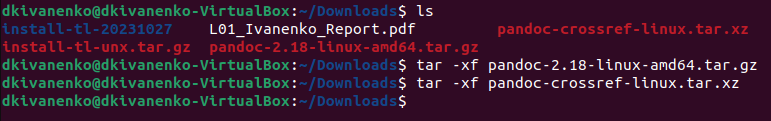 dkivanenko@dkivanenko-VirtualBox:~/Downloads$ ls
install-tl-20231027 L01_Ivanenko_Report.pdf pandoc-crossref-linux.tar.xz
install-tl-unx.tar.gz pandoc-2.18-linux-amd64.tar.gz
dkivanenko@dkivanenko-VirtualBox:~/Downloads$ tar -xf pandoc-2.18-linux-amd64.tar.gz
dkivanenko@dkivanenko-VirtualBox:~/Downloads$ tar -xf pandoc-crossref-linux.tar.xz
dkivanenko@dkivanenko-VirtualBox:~/Downloads$